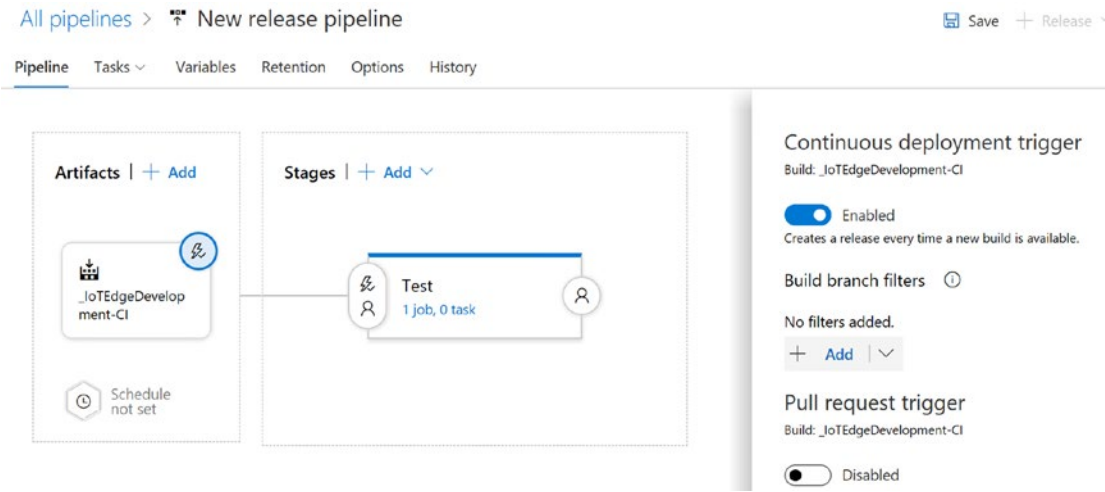 All pipelines > New release pipeline
Save + Release
Pipeline Tasks Variables Retention Options History
Artifacts | + Add
_IoTEdgeDevelop
ment-CI
Schedule
not set
Stages | + Add
Test
1 job, 0 task
Continuous deployment trigger
Build: _IoTEdgeDevelopment-CI
Enabled
Creates a release every time a new build is available.
Build branch filters
No filters added.
+ Add
Pull request trigger
Build: _IoTEdgeDevelopment-CI
Disabled